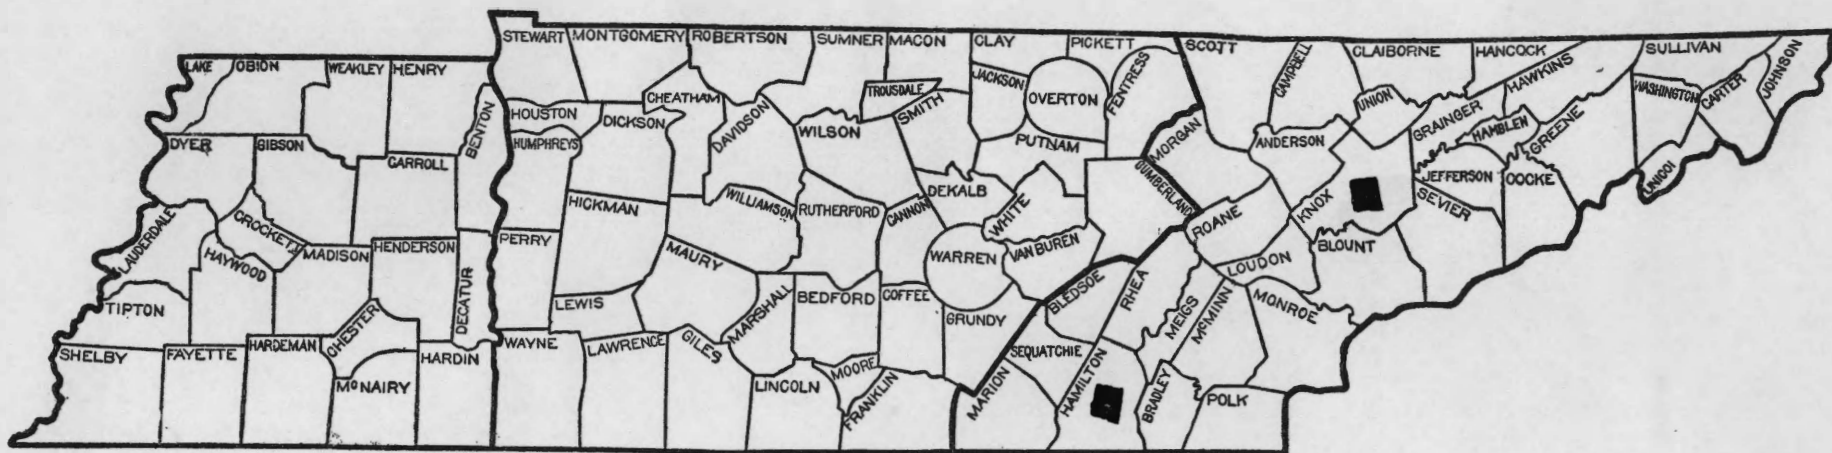 STEWART
MONTGOMERY
ROBERTSON
SUMNER
MACON
CLAY
PICKETT
SCOTT
CAMPBELL
CLAIBORNE
HANCOCK
HAWKINS
SULLIVAN
JOHNSON
LAKE
OBION
WEAKLEY
HENRY
BENTON
HOUSTON
DICKSON
CHEATHAM
DAVIDSON
TROUSDALE
SMITH
JACKSON
OVERTON
FENTRESS
UNION
GRAINGER
HAMBLEN
GREENE
WASHINGTON
CARTER
UNICOI
DYER
GIBSON
CARROLL
HUMPHREYS
WILSON
PUTNAM
MORGAN
ANDERSON
KNOX
JEFFERSON
COCKE
SEVIER
LAUDERDALE
CROCKETT
HAYWOOD
MADISON
HENDERSON
DECATUR
PERRY
HICKMAN
WILLIAMSON
RUTHERFORD
CANNON
DEKALB
WHITE
CUMBERLAND
ROANE
LOUDON
BLOUNT
TIPTON
CHESTER
LEWIS
MAURY
MARSHALL
BEDFORD
COFFEE
WARREN
VAN BUREN
GRUNDY
BLEDSOE
RHEA
MEIGS
McMINN
MONROE
SHELBY
FAYETTE
HARDEMAN
McNAIRY
HARDIN
WAYNE
LAWRENCE
GILES
LINCOLN
MOORE
FRANKLIN
MARION
SEQUATCHIE
HAMILTON
BRADLEY
POLK